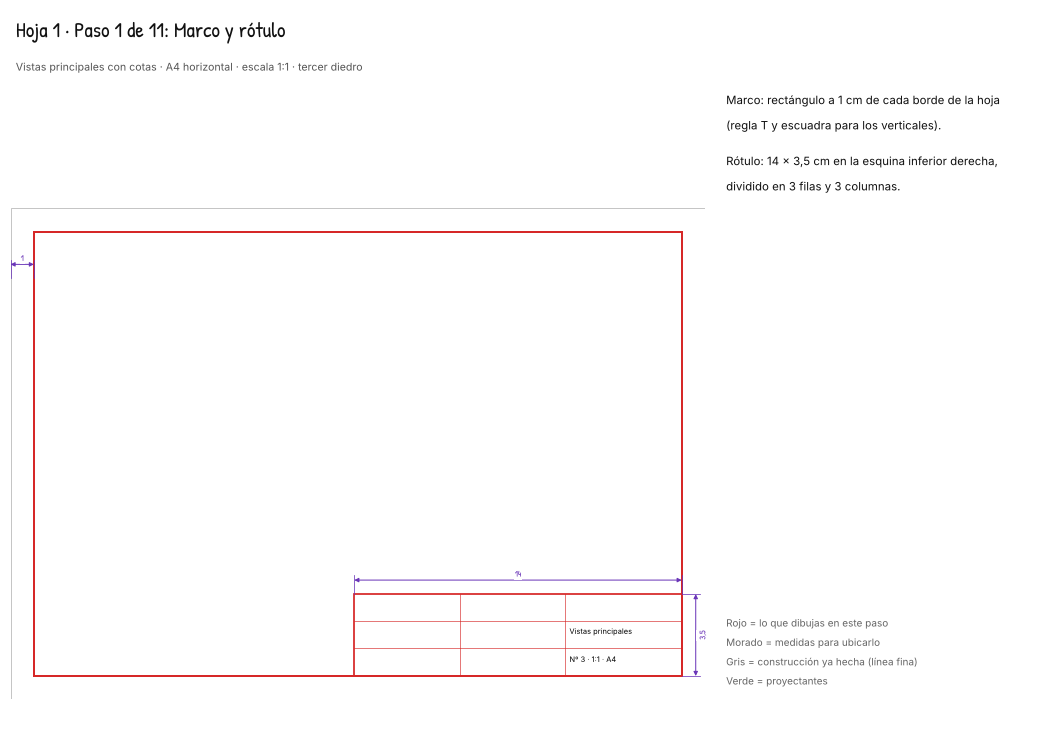 Hoja 1 · Paso 1 de 11: Marco y rótulo
Vistas principales con cotas · A4 horizontal · escala 1:1 · tercer diedro
Marco: rectángulo a 1 cm de cada borde de la hoja
(regla T y escuadra para los verticales).
Rótulo: 14 × 3,5 cm en la esquina inferior derecha,
dividido en 3 filas y 3 columnas.
1
14
3,5
Vistas principales
Nº 3 · 1:1 · A4
Rojo = lo que dibujas en este paso
Morado = medidas para ubicarlo
Gris = construcción ya hecha (línea fina)
Verde = proyectantes